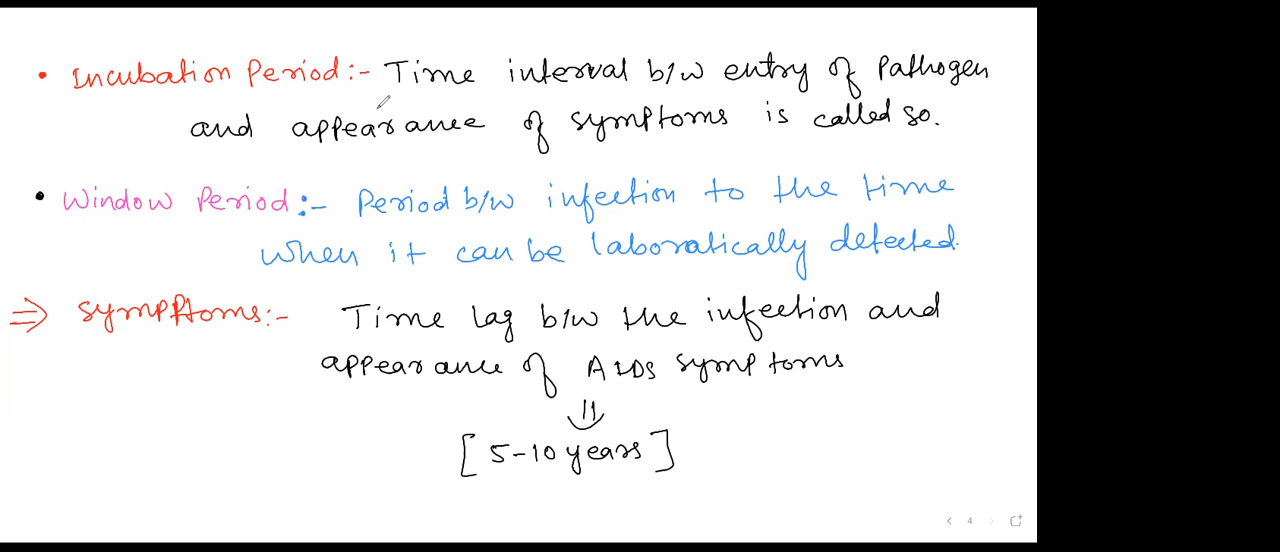 • Incubation Period:- Time interval b/w entry of Pathogen
and appearance of symptoms is called so.
• Window Period:- Period b/w infection to the time
when it can be laboratically detected.
⇒ Symptoms:- Time lag b/w the infection and
appearance of AIDS symptoms
⇓
[5-10 years]
< 4 >